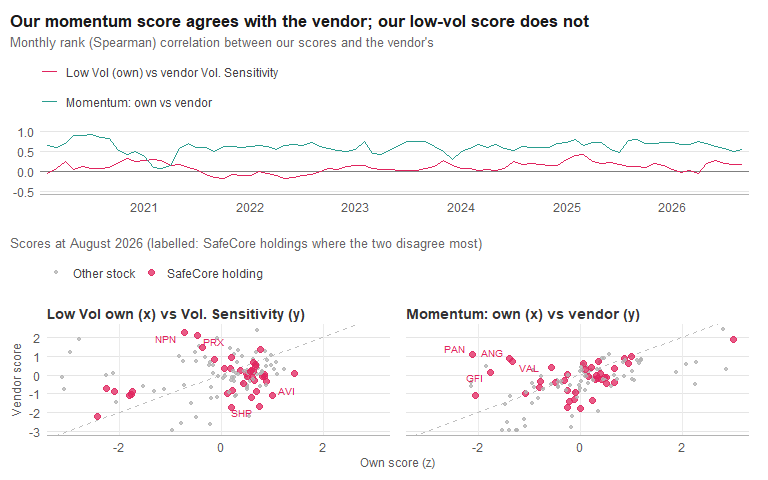 Our momentum score agrees with the vendor; our low-vol score does not
Monthly rank (Spearman) correlation between our scores and the vendor's
Low Vol (own) vs vendor Vol. Sensitivity
Momentum: own vs vendor
1.0
0.5
0.0
-0.5
2021 2022 2023 2024 2025 2026
Scores at August 2026 (labelled: SafeCore holdings where the two disagree most)
Other stock SafeCore holding
Low Vol own (x) vs Vol. Sensitivity (y) Momentum: own (x) vs vendor (y)
Vendor score
2
1
0
-1
-2
-3
NPN PRX
AVI
SHP
PAN ANG
VAL
GFI
-2 0 2 -2 0 2
Own score (z)